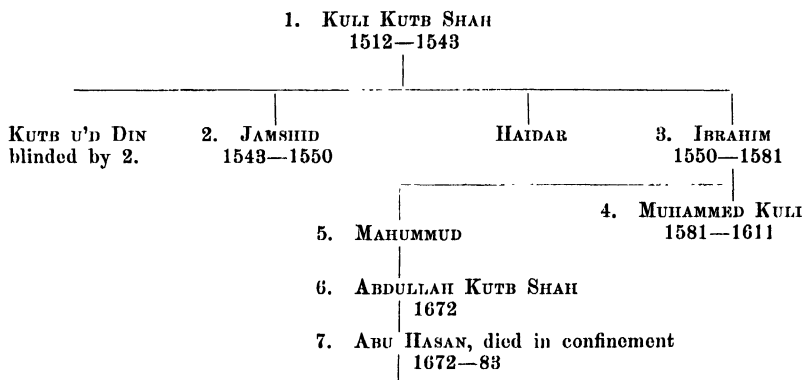 1. KULI KUTB SHAH
1512—1543
KUTB U'D DIN 2. JAMSHID HAIDAR 3. IBRAHIM
blinded by 2. 1543—1550 1550—1581
4. MUHAMMED KULI
1581—1611
5. MAHUMMUD
6. ABDULLAH KUTB SHAH
1672
7. ABU HASAN, died in confinement
1672—83